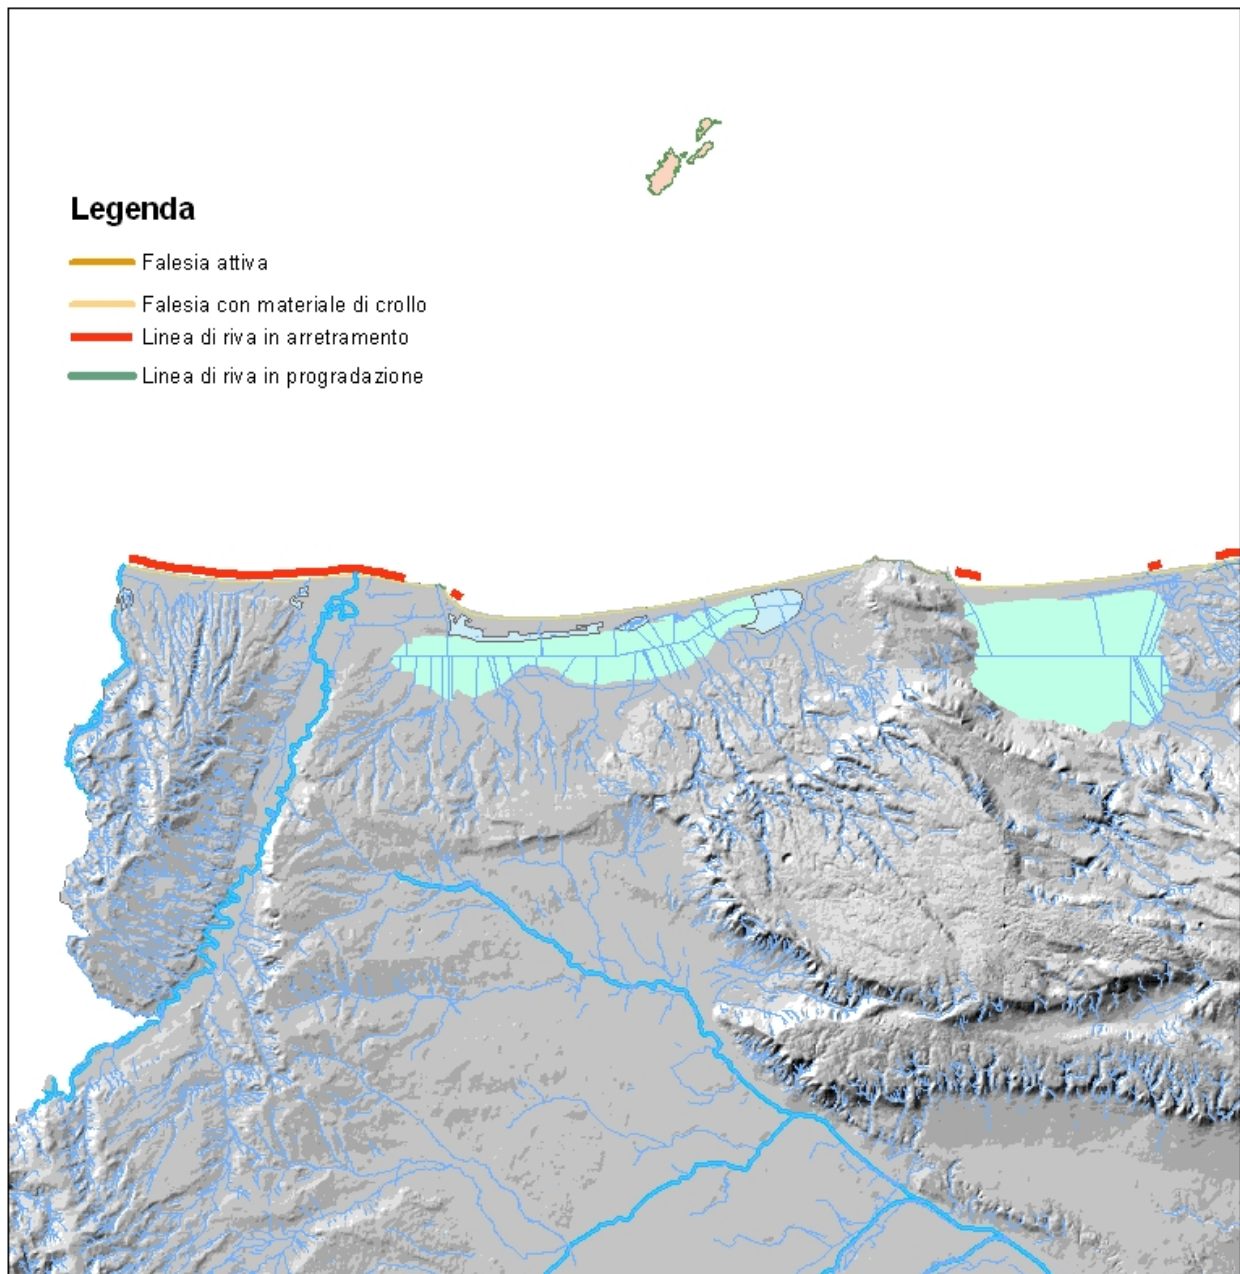 Legenda
Falesia attiva
Falesia con materiale di crollo
Linea di riva in arretramento
Linea di riva in progradazione